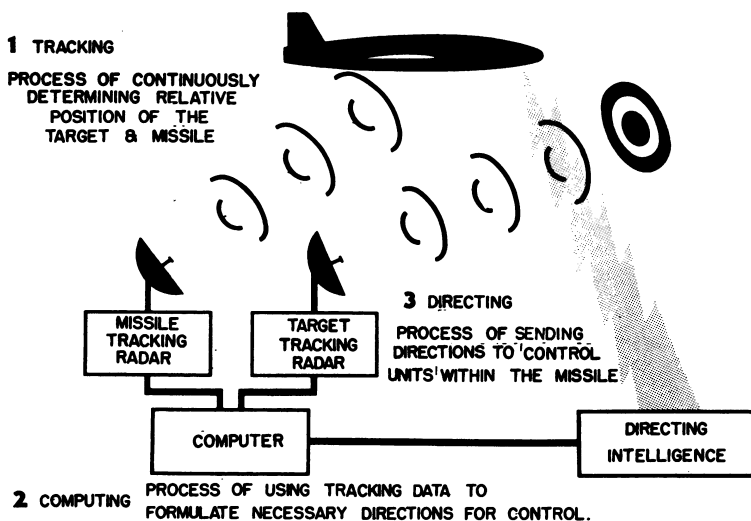 1 TRACKING
PROCESS OF CONTINUOUSLY
DETERMINING RELATIVE
POSITION OF THE
TARGET & MISSILE
MISSILE
TRACKING
RADAR
TARGET
TRACKING
RADAR
3 DIRECTING
PROCESS OF SENDING
DIRECTIONS TO 'CONTROL
UNITS' WITHIN THE MISSILE
COMPUTER
DIRECTING
INTELLIGENCE
2 COMPUTING
PROCESS OF USING TRACKING DATA TO
FORMULATE NECESSARY DIRECTIONS FOR CONTROL.